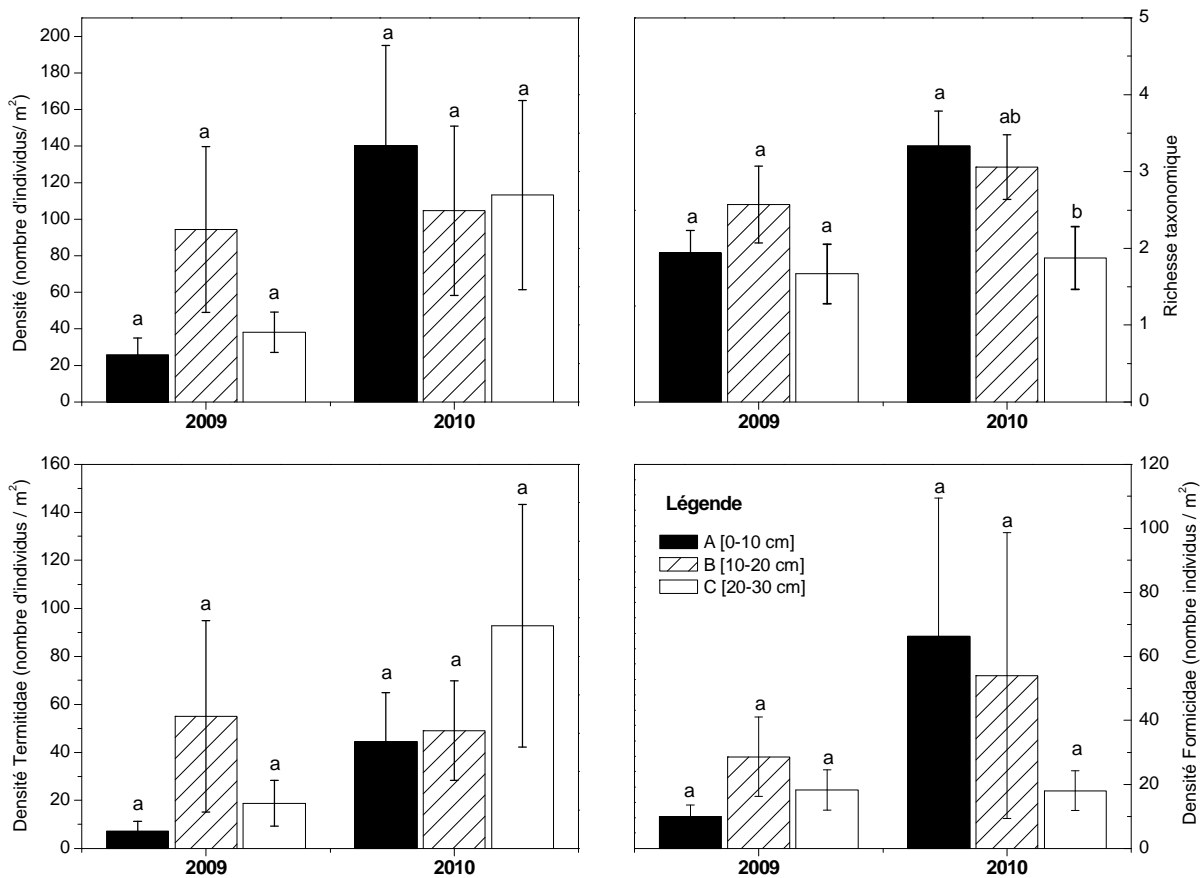 Densité (nombre d'individus/ m²)
200
180
160
140
120
100
80
60
40
20
0
a
a
a
a
a
a
2009
2010
Richesse taxonomique
5
4
3
2
1
0
a
a
a
a
ab
b
2009
2010
Densité Termitidae (nombre d'individus / m²)
160
140
120
100
80
60
40
20
0
a
a
a
a
a
a
2009
2010
Densité Formicidae (nombre individus / m²)
120
100
80
60
40
20
0
Légende
A [0-10 cm]
B [10-20 cm]
C [20-30 cm]
a
a
a
a
a
a
2009
2010